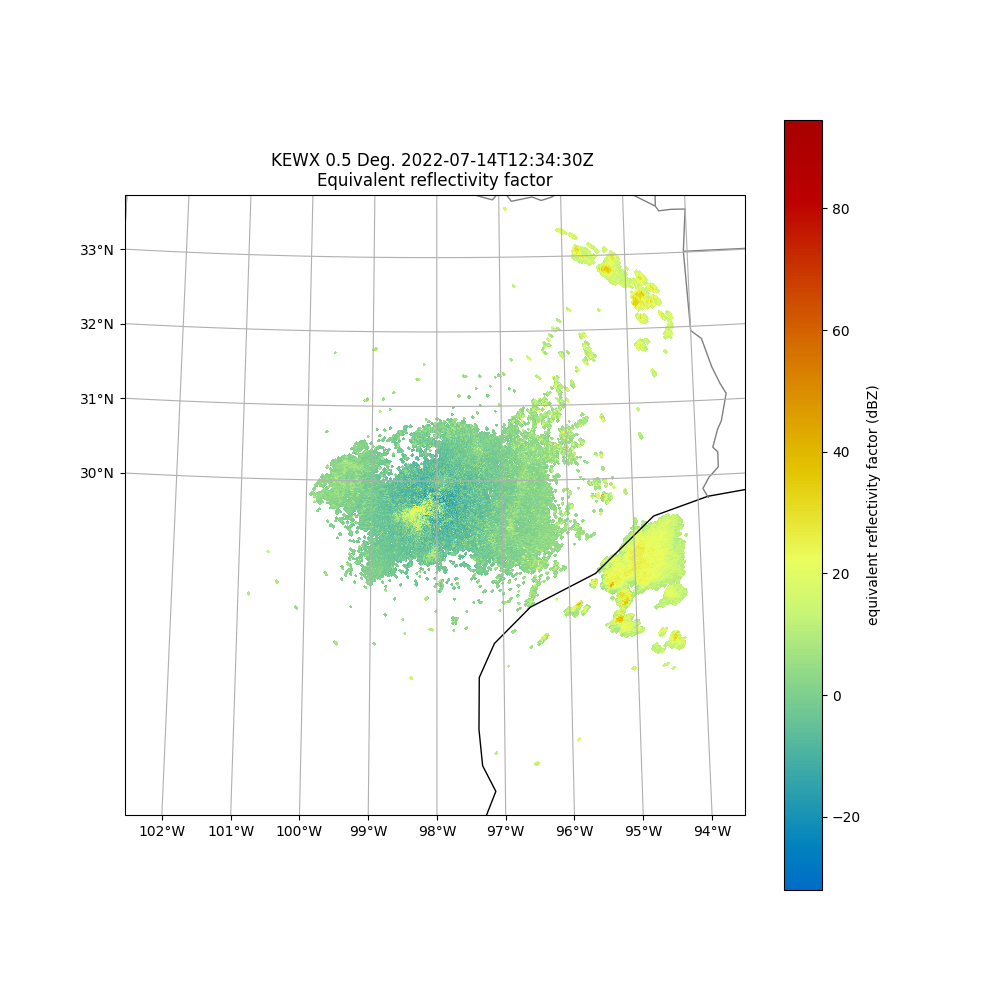 KEWX 0.5 Deg. 2022-07-14T12:34:30Z
Equivalent reflectivity factor
33°N
32°N
31°N
30°N
102°W 101°W 100°W 99°W 98°W 97°W 96°W 95°W 94°W
80
60
40
20
0
−20
equivalent reflectivity factor (dBZ)